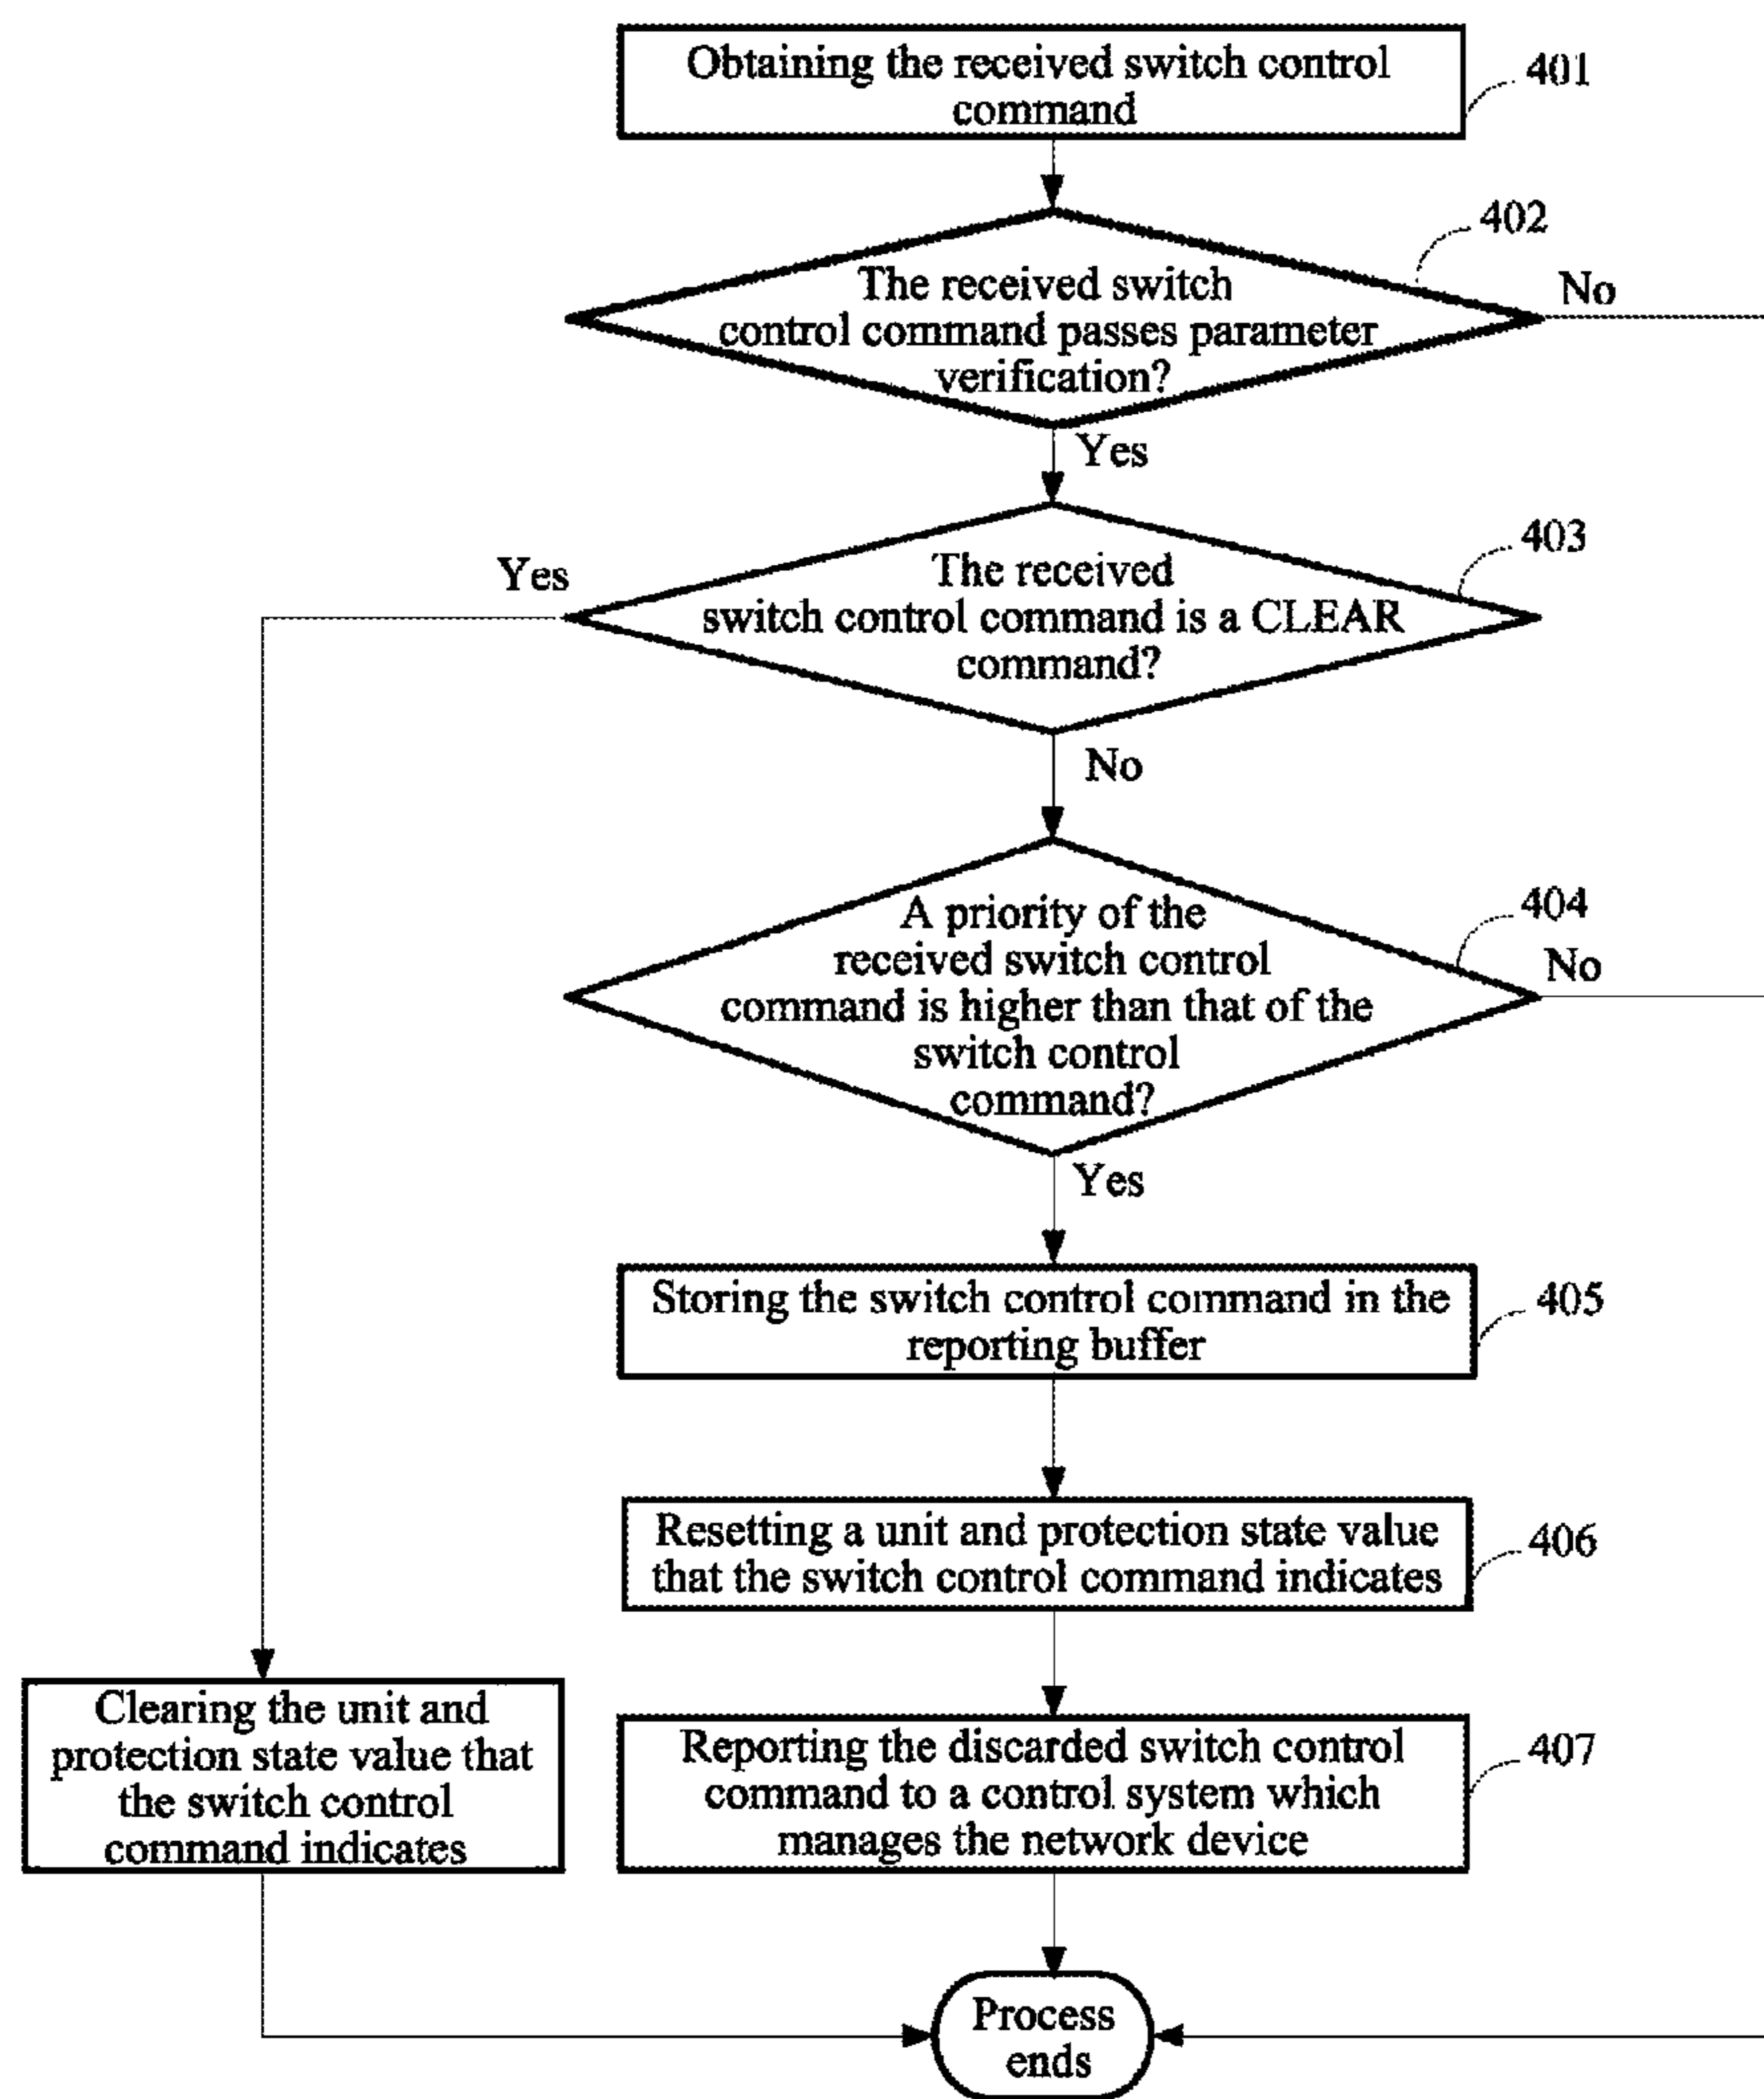 Obtaining the received switch control
command
401
402
The received switch
control command passes parameter
verification?
No
Yes
403
The received
switch control command is a CLEAR
command?
Yes
No
404
A priority of the
received switch control
command is higher than that of the
switch control
command?
No
Yes
Storing the switch control command in the
reporting buffer
405
Resetting a unit and protection state value
that the switch control command indicates
406
Clearing the unit and
protection state value that
the switch control
command indicates
Reporting the discarded switch control
command to a control system which
manages the network device
407
Process
ends